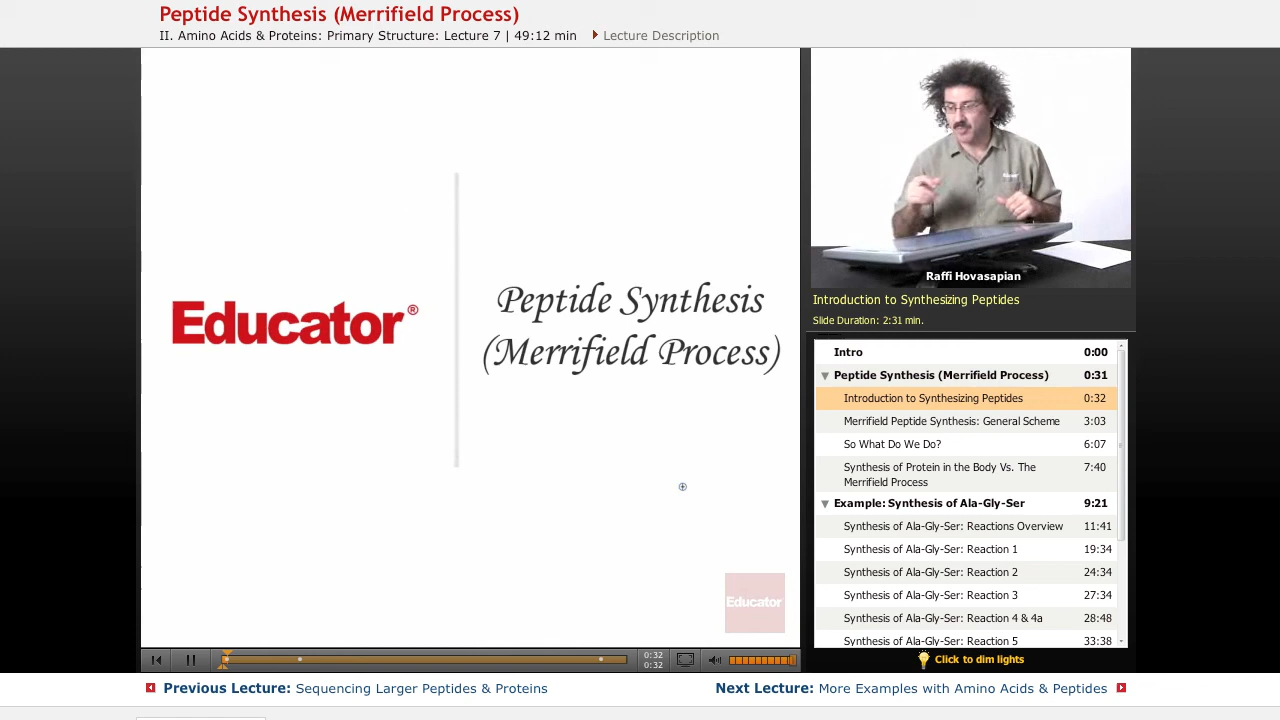 Peptide Synthesis (Merrifield Process)
II. Amino Acids & Proteins: Primary Structure: Lecture 7 | 49:12 min
Lecture Description
Educator®
Peptide Synthesis
(Merrifield Process)
Educator
Raffi Hovasapian
Introduction to Synthesizing Peptides
Slide Duration: 2:31 min.
Intro 0:00
Peptide Synthesis (Merrifield Process) 0:31
Introduction to Synthesizing Peptides 0:32
Merrifield Peptide Synthesis: General Scheme 3:03
So What Do We Do? 6:07
Synthesis of Protein in the Body Vs. The 7:40
Merrifield Process
Example: Synthesis of Ala-Gly-Ser 9:21
Synthesis of Ala-Gly-Ser: Reactions Overview 11:41
Synthesis of Ala-Gly-Ser: Reaction 1 19:34
Synthesis of Ala-Gly-Ser: Reaction 2 24:34
Synthesis of Ala-Gly-Ser: Reaction 3 27:34
Synthesis of Ala-Gly-Ser: Reaction 4 & 4a 28:48
Synthesis of Ala-Gly-Ser: Reaction 5 33:38
0:32
0:32
Click to dim lights
Previous Lecture: Sequencing Larger Peptides & Proteins
Next Lecture: More Examples with Amino Acids & Peptides